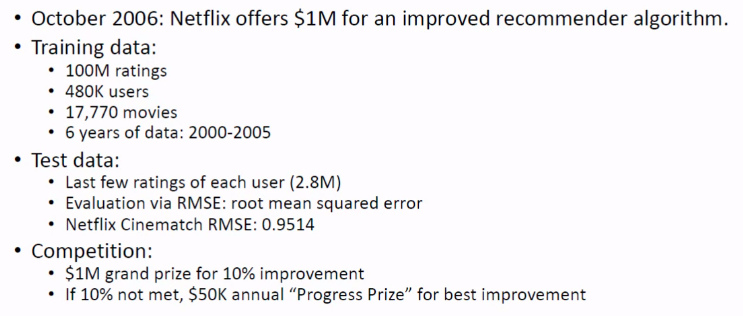 • October 2006: Netflix offers $1M for an improved recommender algorithm.
• Training data:
• 100M ratings
• 480K users
• 17,770 movies
• 6 years of data: 2000-2005
• Test data:
• Last few ratings of each user (2.8M)
• Evaluation via RMSE: root mean squared error
• Netflix Cinematch RMSE: 0.9514
• Competition:
• $1M grand prize for 10% improvement
• If 10% not met, $50K annual “Progress Prize” for best improvement